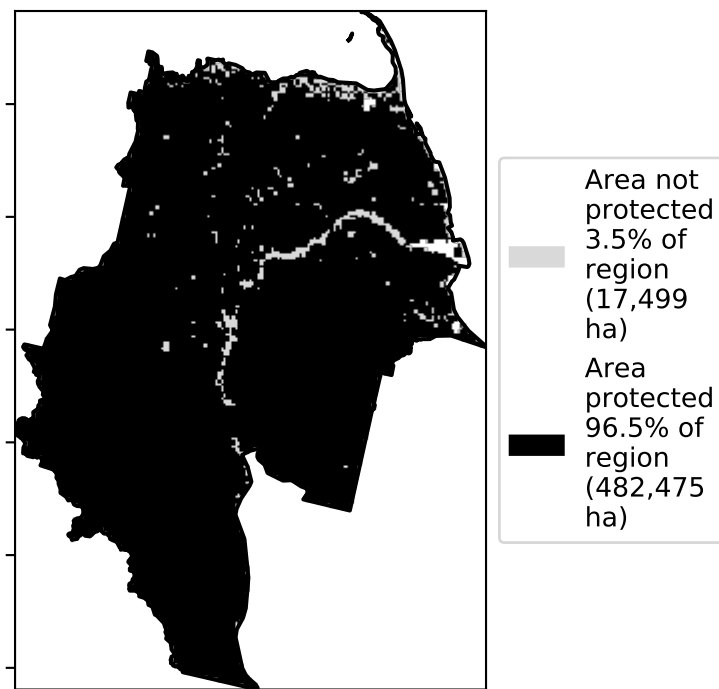 Area not
protected
3.5% of
region
(17,499
ha)
Area
protected
96.5% of
region
(482,475
ha)